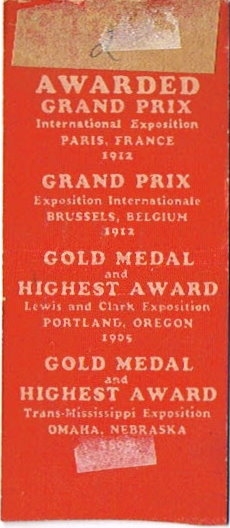 2
AWARDED
GRAND PRIX
International Exposition
PARIS, FRANCE
1912
GRAND PRIX
Exposition Internationale
BRUSSELS, BELGIUM
1912
GOLD MEDAL
and
HIGHEST AWARD
Lewis and Clark Exposition
PORTLAND, OREGON
1905
GOLD MEDAL
and
HIGHEST AWARD
Trans-Mississippi Exposition
OMAHA, NEBRASKA